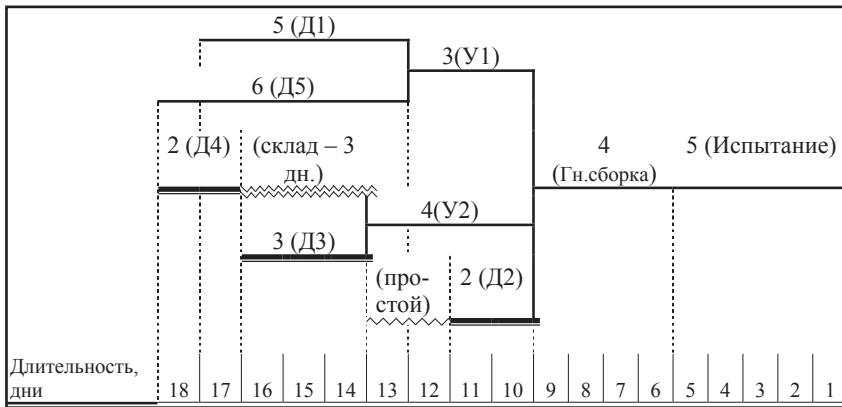 5 (Д1)
3(У1)
6 (Д5)
2 (Д4)
(склад – 3
дн.)
4
(Гн.сборка)
5 (Испытание)
4(У2)
3 (Д3)
(про-
стой)
2 (Д2)
Длительность,
дни
18 17 16 15 14 13 12 11 10 9 8 7 6 5 4 3 2 1